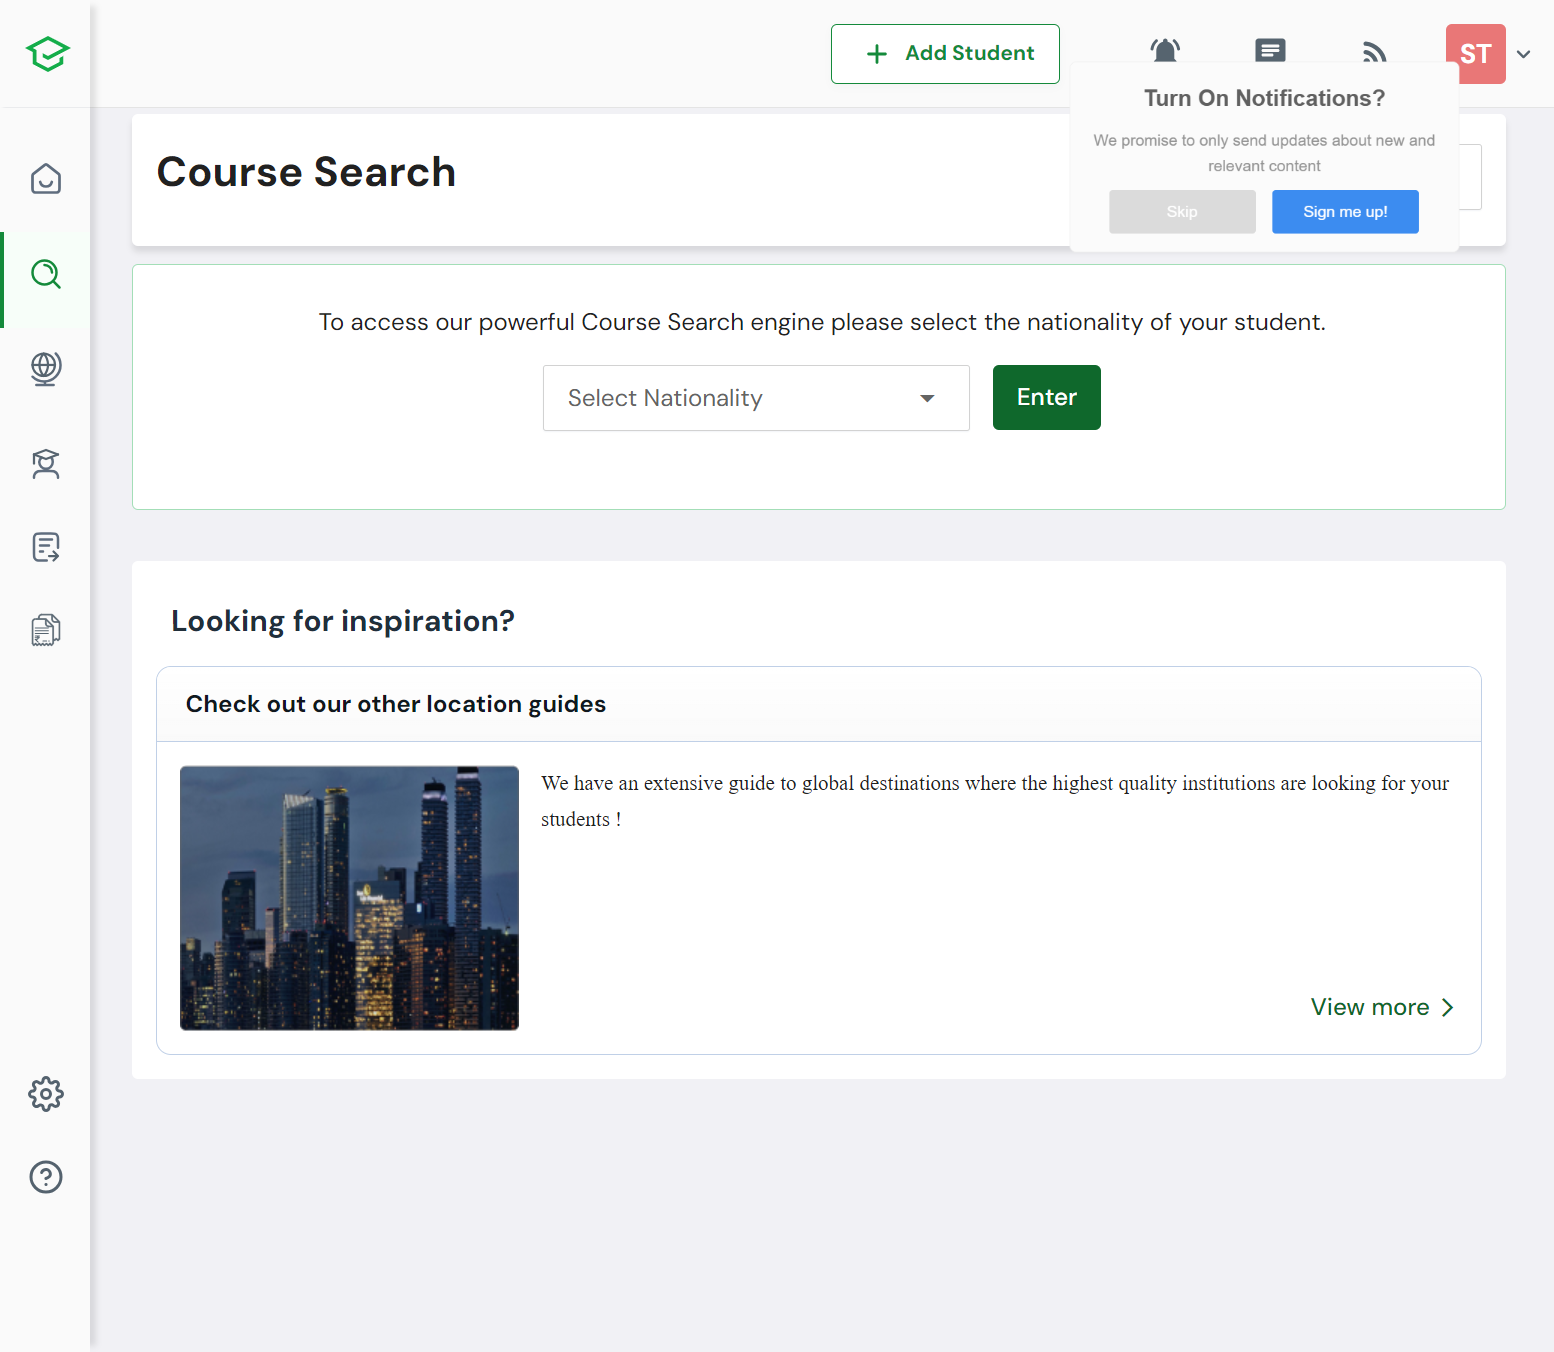 Add Student
ST
Turn On Notifications?
We promise to only send updates about new and
relevant content
Skip
Sign me up!
Course Search
To access our powerful Course Search engine please select the nationality of your student.
Select Nationality
Enter
Looking for inspiration?
Check out our other location guides
We have an extensive guide to global destinations where the highest quality institutions are looking for your
students !
View more